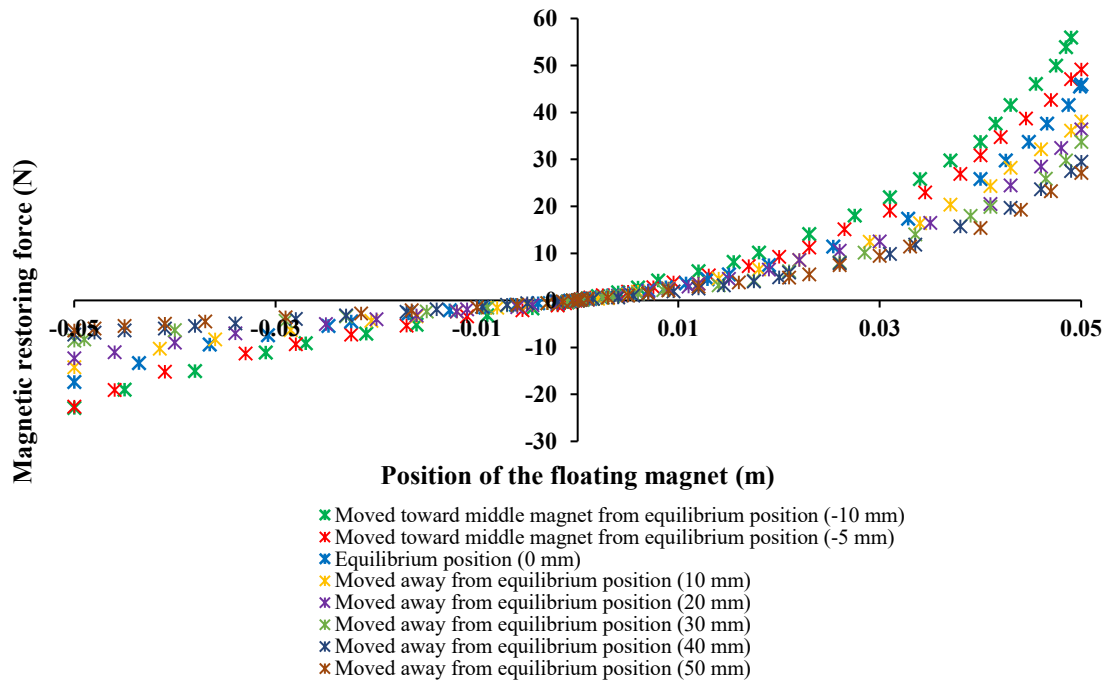 60
50
40
30
20
10
0
-0.05 -0.03 -0.01 0.01 0.03 0.05
-10
-20
-30
Magnetic restoring force (N)
Position of the floating magnet (m)
Moved toward middle magnet from equilibrium position (-10 mm)
Moved toward middle magnet from equilibrium position (-5 mm)
Equilibrium position (0 mm)
Moved away from equilibrium position (10 mm)
Moved away from equilibrium position (20 mm)
Moved away from equilibrium position (30 mm)
Moved away from equilibrium position (40 mm)
Moved away from equilibrium position (50 mm)